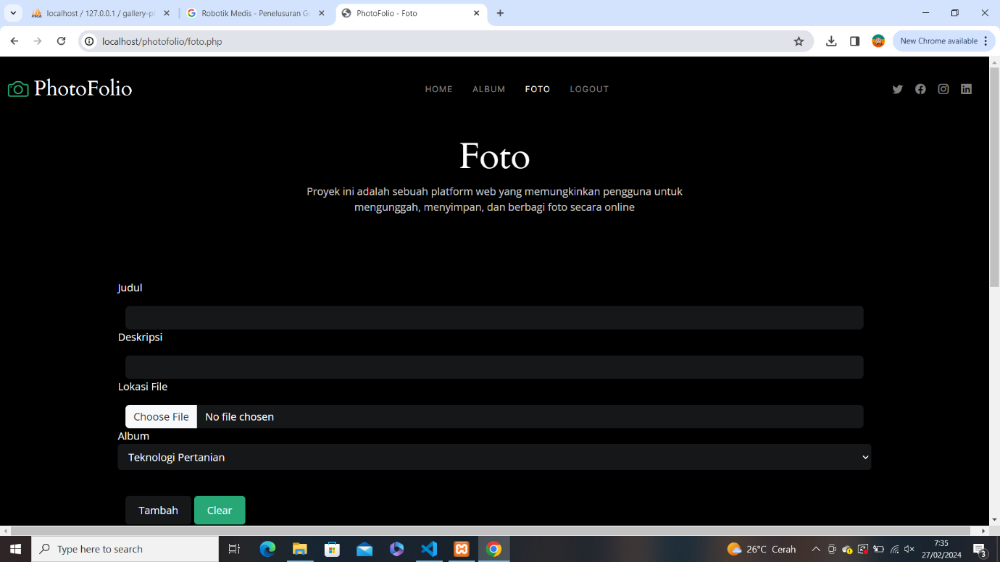 localhost / 127.0.0.1 / gallery-pl
Robotik Medis - Penelusuran Go
PhotoFolio - Foto
localhost/photofolio/foto.php
New Chrome available
PhotoFolio
HOME ALBUM FOTO LOGOUT
Foto
Proyek ini adalah sebuah platform web yang memungkinkan pengguna untuk
mengunggah, menyimpan, dan berbagi foto secara online
Judul
Deskripsi
Lokasi File
Choose File No file chosen
Album
Teknologi Pertanian
Tambah Clear
Type here to search
26°C Cerah
7:35
27/02/2024
3